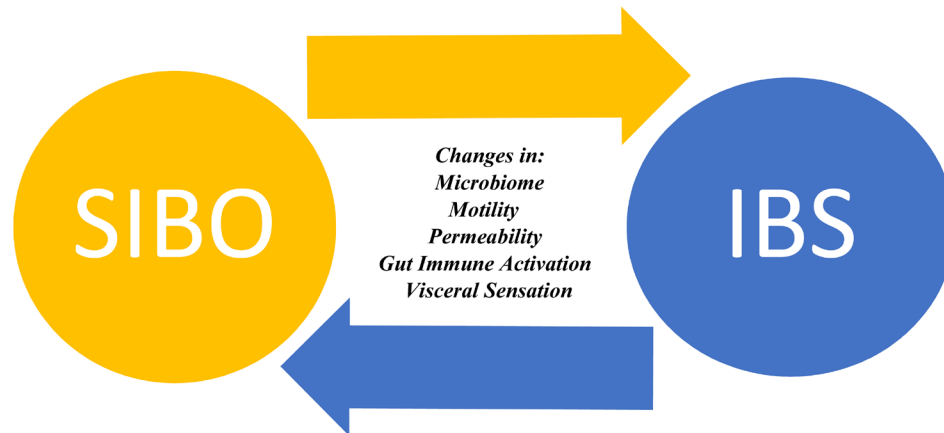 SIBO
Changes in:
Microbiome
Motility
Permeability
Gut Immune Activation
Visceral Sensation
IBS